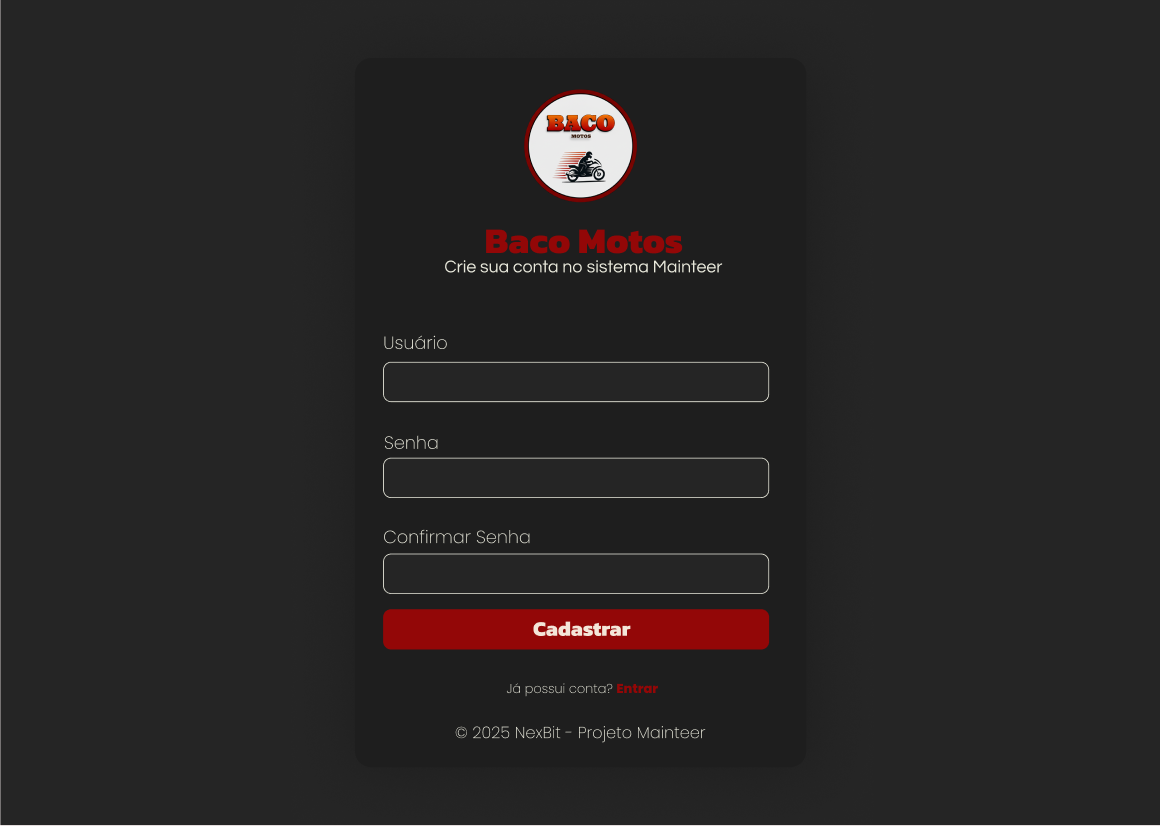 BACO
MOTOS
Baco Motos
Crie sua conta no sistema Mainteer
Usuário
Senha
Confirmar Senha
Cadastrar
Já possui conta? Entrar
© 2025 NexBit - Projeto Mainteer